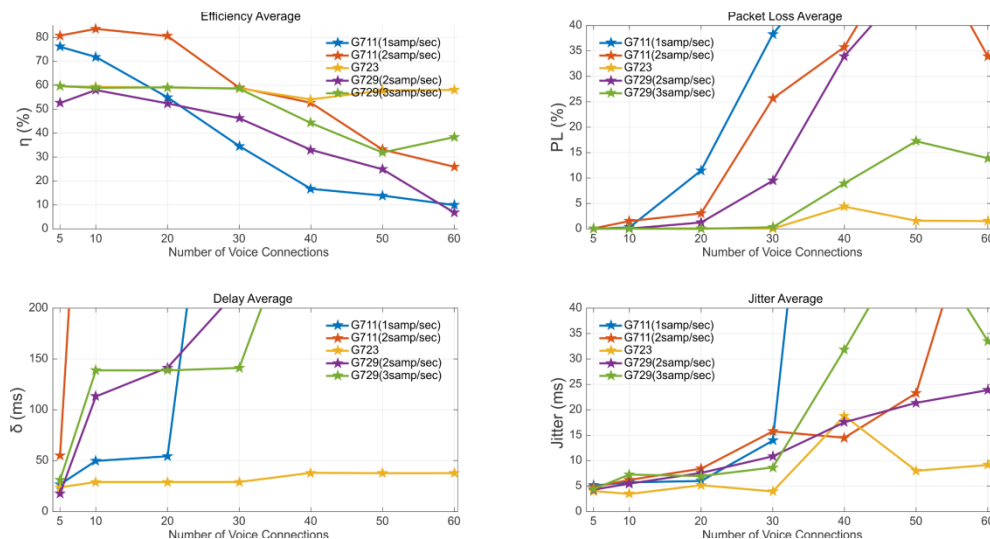 Efficiency Average
80
70
60
50
40
30
20
10
0
η (%)
G711(1samp/sec)
G711(2samp/sec)
G723
G729(2samp/sec)
G729(3samp/sec)
5 10 20 30 40 50 60
Number of Voice Connections
Packet Loss Average
40
35
30
25
20
15
10
5
0
PL (%)
G711(1samp/sec)
G711(2samp/sec)
G723
G729(2samp/sec)
G729(3samp/sec)
5 10 20 30 40 50 60
Number of Voice Connections
Delay Average
200
150
100
50
0
δ (ms)
G711(1samp/sec)
G711(2samp/sec)
G723
G729(2samp/sec)
G729(3samp/sec)
5 10 20 30 40 50 60
Number of Voice Connections
Jitter Average
40
35
30
25
20
15
10
5
0
Jitter (ms)
G711(1samp/sec)
G711(2samp/sec)
G723
G729(2samp/sec)
G729(3samp/sec)
5 10 20 30 40 50 60
Number of Voice Connections